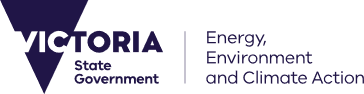 VICTORIA
State
Government
Energy,
Environment
and Climate Action